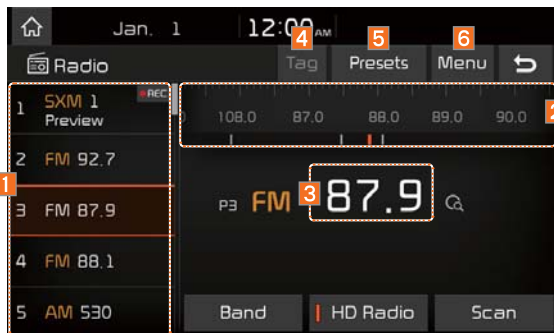 Jan. 1 12:00 AM
Radio 4 Tag 5 Presets 6 Menu
1
1 SXM 1 REC
Preview
2 FM 92.7
3 FM 87.9
4 FM 88.1
5 AM 530
2
108.0 87.0 88.0 89.0 90.0
P3 FM 3 87.9
Band HD Radio Scan